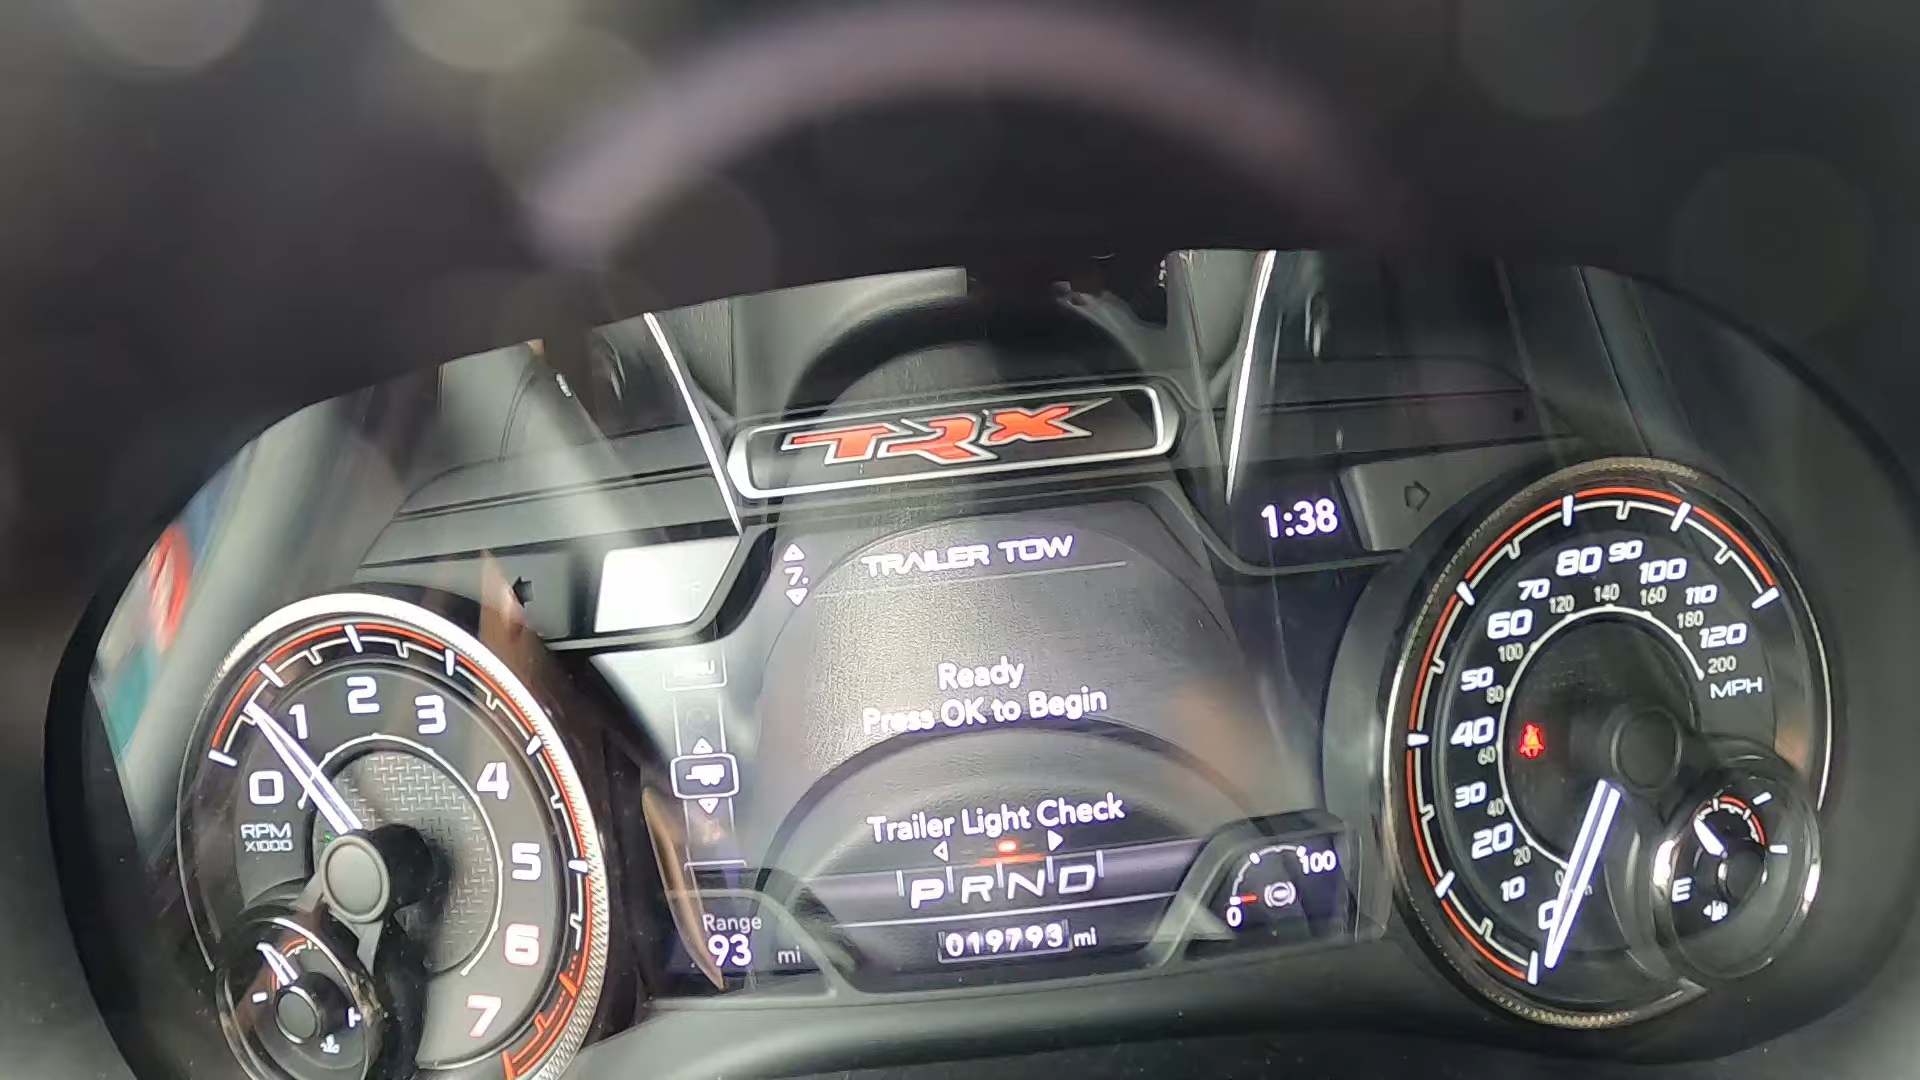 TRX
1:38
7.
TRAILER TOW
Ready
Press OK to Begin
Trailer Light Check
PRND
Range
93 mi
019793 mi
0
100
0
1
2
3
4
5
6
7
RPM
X1000
H
0
10
20
30
40
50
60
70
80
90
100
110
120
MPH
20
40
60
80
100
120
140
160
180
200
E